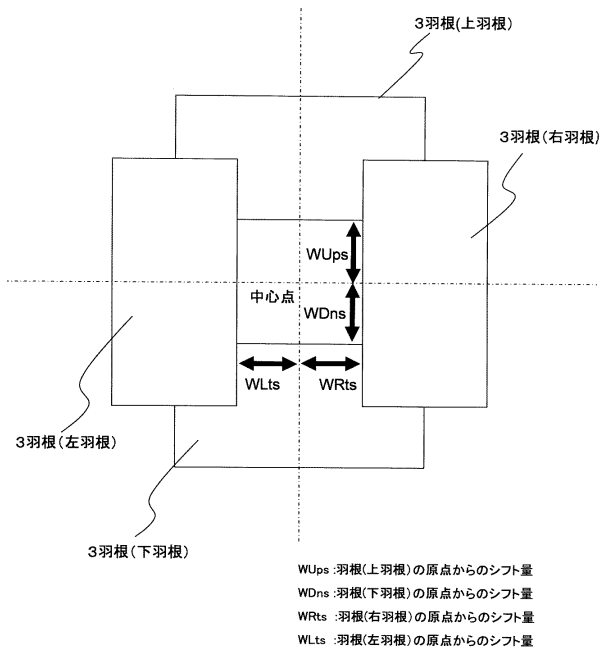 ３羽根(上羽根)
３羽根(右羽根)
WUps
中心点
WDns
WLts
WRts
３羽根(左羽根)
３羽根(下羽根)
WUps :羽根(上羽根)の原点からのシフト量
WDns :羽根(下羽根)の原点からのシフト量
WRts :羽根(右羽根)の原点からのシフト量
WLts :羽根(左羽根)の原点からのシフト量